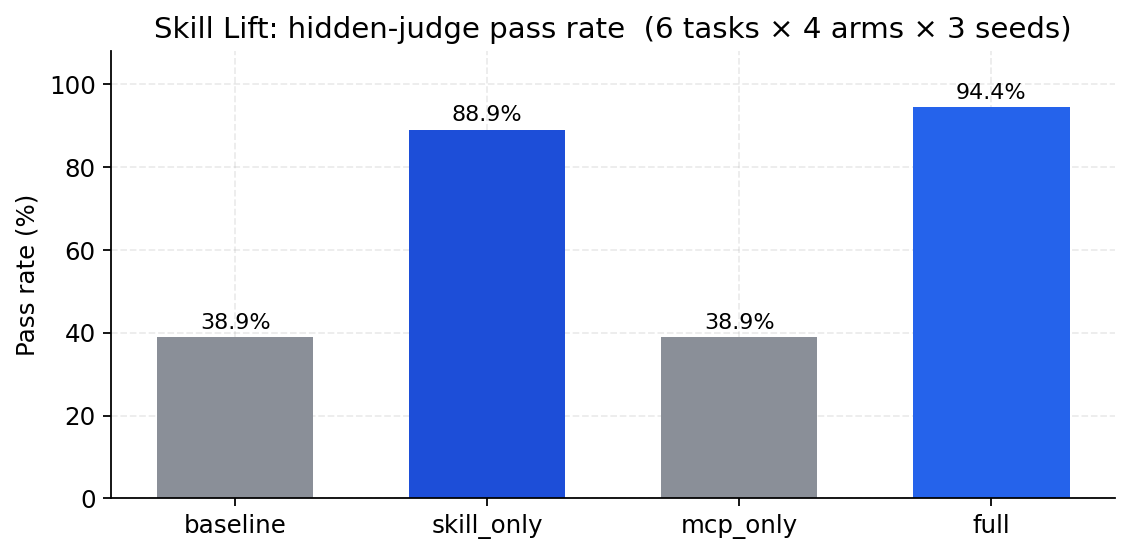 Skill Lift: hidden-judge pass rate  (6 tasks × 4 arms × 3 seeds)
Pass rate (%)
100
80
60
40
20
0
38.9%
88.9%
38.9%
94.4%
baseline
skill_only
mcp_only
full